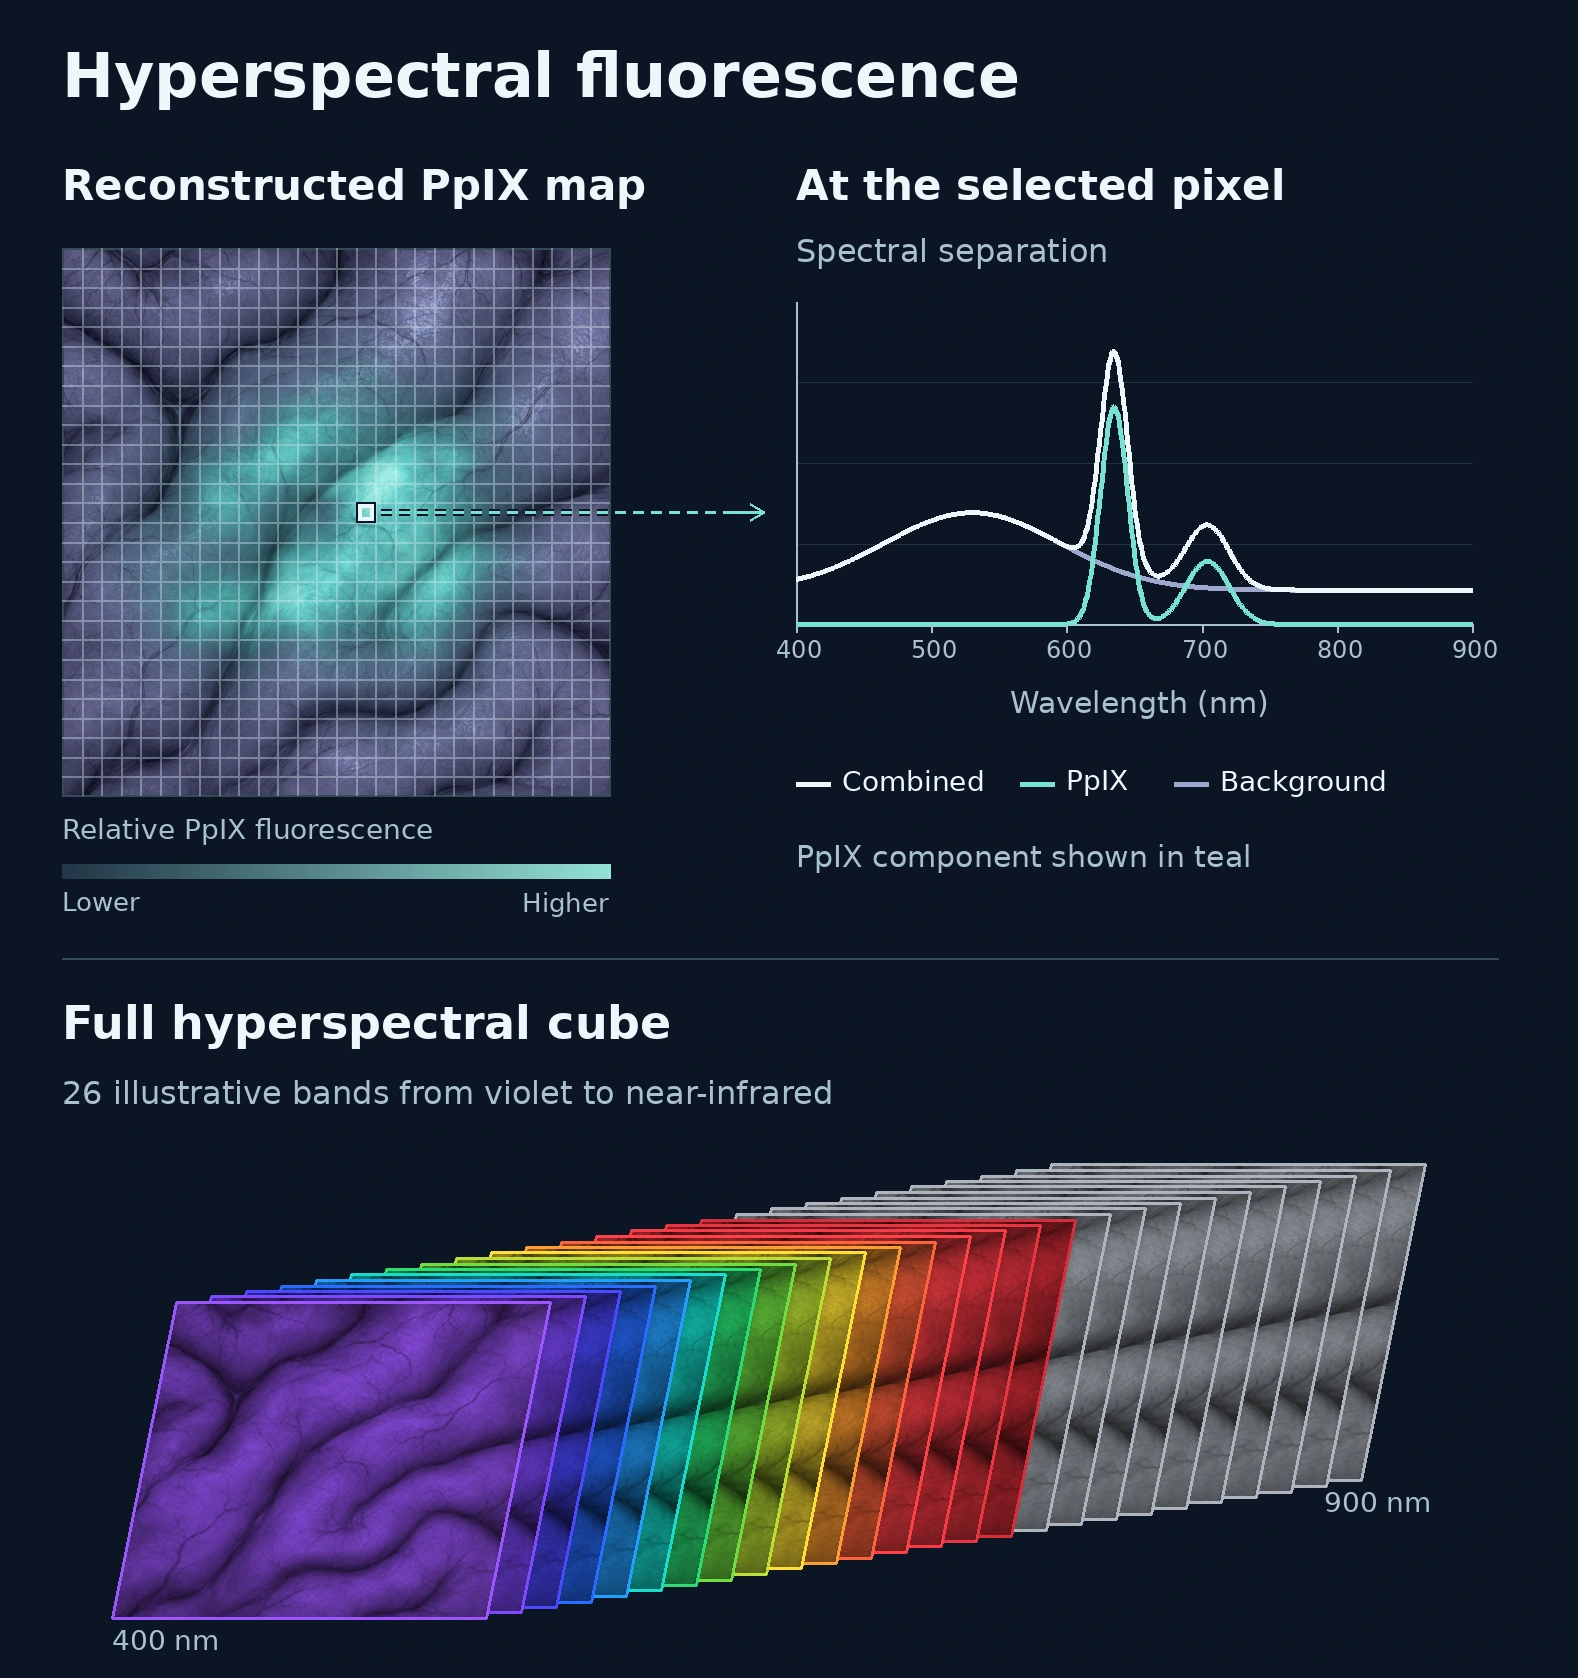 Hyperspectral fluorescence
Reconstructed PpIX map
At the selected pixel
Spectral separation
400 500 600 700 800 900
Wavelength (nm)
Combined PpIX Background
PpIX component shown in teal
Relative PpIX fluorescence
Lower Higher
Full hyperspectral cube
26 illustrative bands from violet to near-infrared
900 nm
400 nm